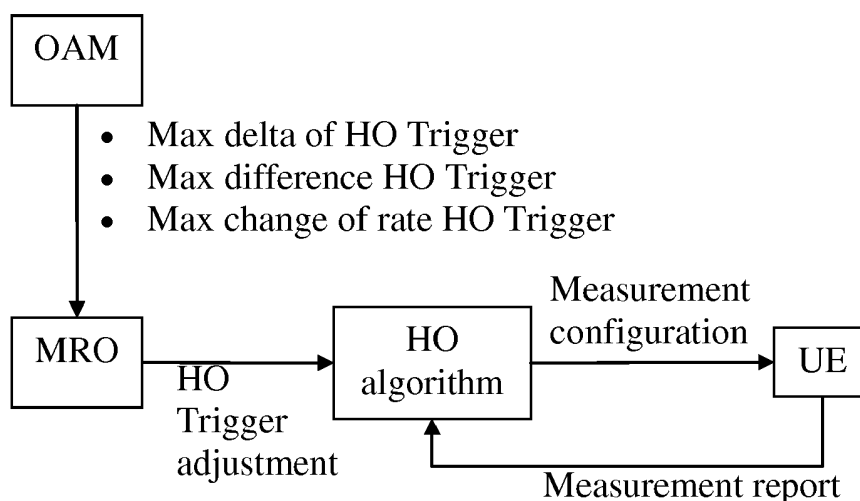 OAM
• Max delta of HO Trigger
• Max difference HO Trigger
• Max change of rate HO Trigger
MRO
HO
Trigger
adjustment
HO
algorithm
Measurement
configuration
UE
Measurement report